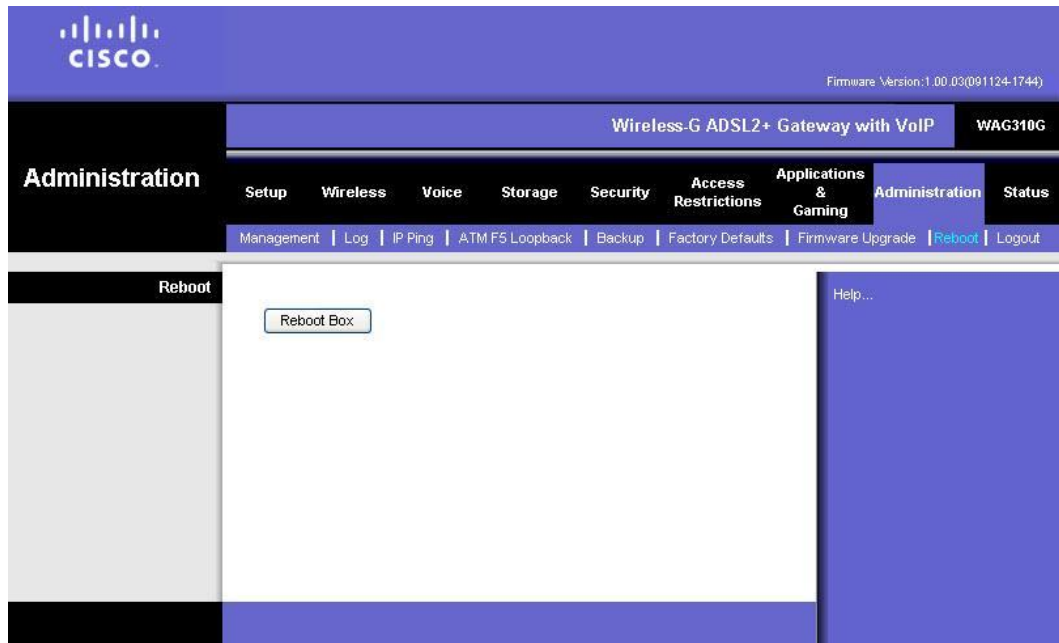 CISCO.
Firmware Version:1.00.03(091124-1744)
Wireless-G ADSL2+ Gateway with VoIP WAG310G
Administration
Setup Wireless Voice Storage Security Access Restrictions Applications & Gaming Administration Status
Management | Log | IP Ping | ATM F5 Loopback | Backup | Factory Defaults | Firmware Upgrade | Reboot | Logout
Reboot
Reboot Box
Help...